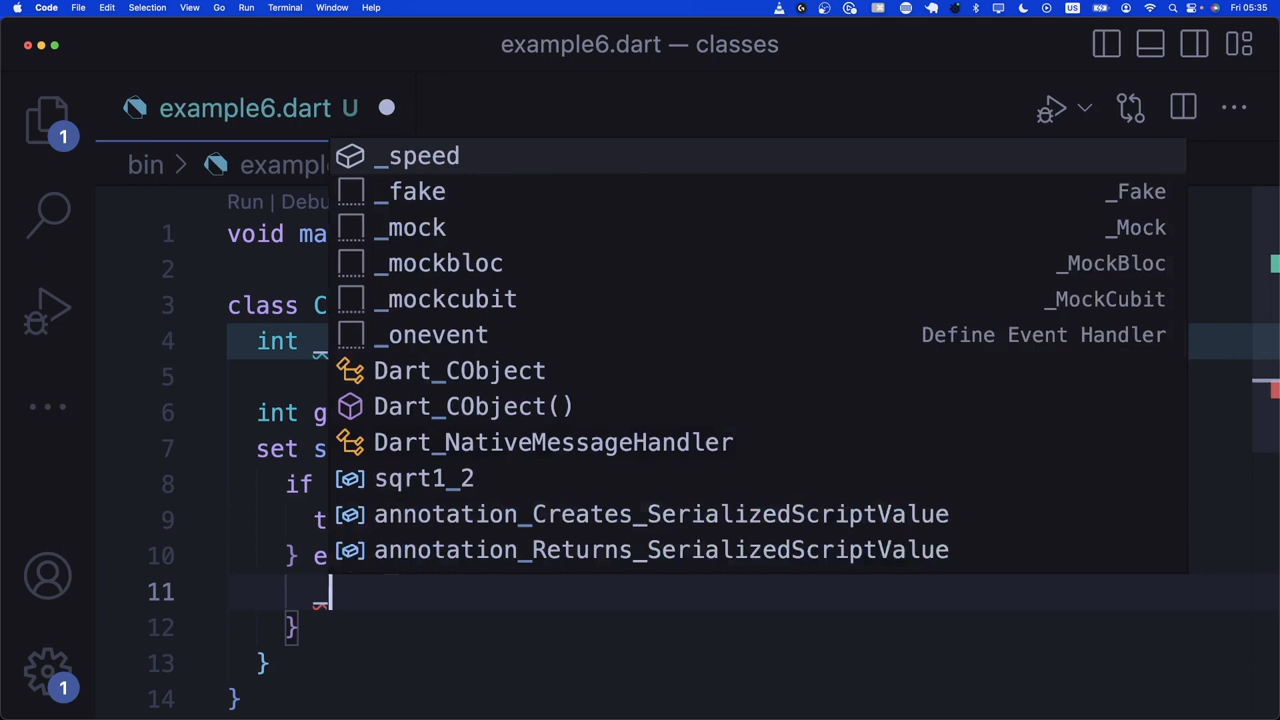 Code File Edit Selection View Go Run Terminal Window Help US Fri 05:35
example6.dart — classes
example6.dart U
1
bin > exampl
_speed
_fake _Fake
_mock _Mock
_mockbloc _MockBloc
_mockcubit _MockCubit
_onevent Define Event Handler
Dart_CObject
Dart_CObject()
Dart_NativeMessageHandler
sqrt1_2
annotation_Creates_SerializedScriptValue
annotation_Returns_SerializedScriptValue
Run | Debu
1 void ma
2
3 class C
4 int _
5
6 int g
7 set s
8 if
9 t
10 } e
11 _
12 }
13 }
14 }
1